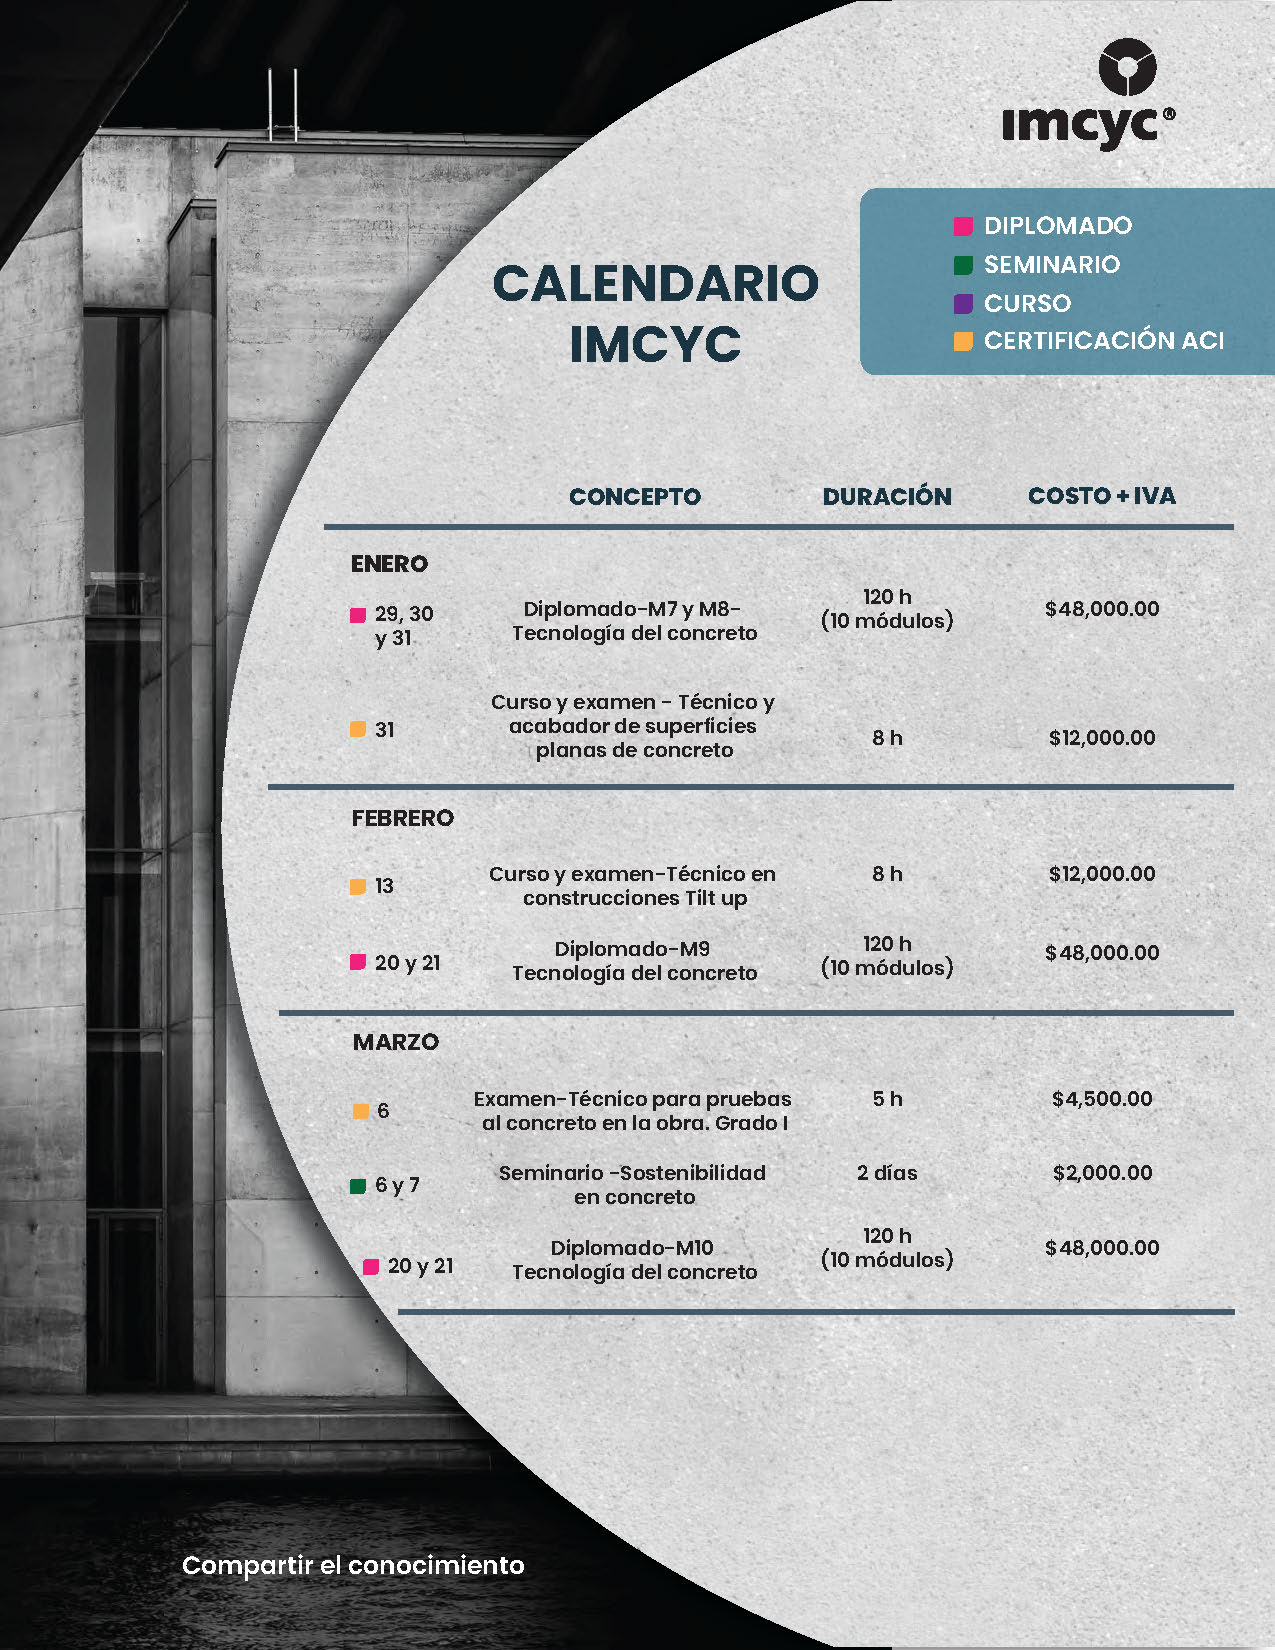 imcyc®
DIPLOMADO
SEMINARIO
CURSO
CERTIFICACIÓN ACI
CALENDARIO
IMCYC
CONCEPTO DURACIÓN COSTO + IVA
ENERO
29, 30
y 31
Diplomado-M7 y M8-
Tecnología del concreto
120 h
(10 módulos)
$48,000.00
31
Curso y examen - Técnico y
acabador de superficies
planas de concreto
8 h
$12,000.00
FEBRERO
13
Curso y examen-Técnico en
construcciones Tilt up
8 h
$12,000.00
20 y 21
Diplomado-M9
Tecnología del concreto
120 h
(10 módulos)
$48,000.00
MARZO
6
Examen-Técnico para pruebas
al concreto en la obra. Grado I
5 h
$4,500.00
6 y 7
Seminario -Sostenibilidad
en concreto
2 días
$2,000.00
20 y 21
Diplomado-M10
Tecnología del concreto
120 h
(10 módulos)
$48,000.00
Compartir el conocimiento